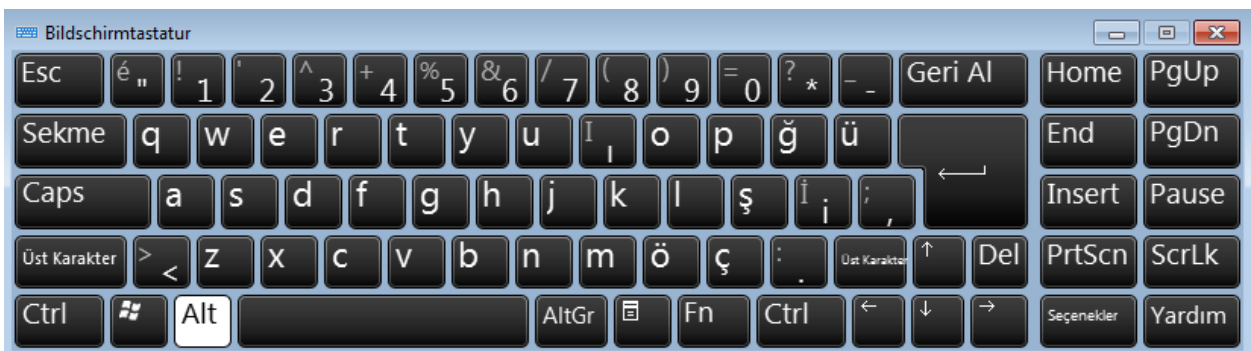 Bildschirmtastatur
Esc é " ! 1 ' 2 ^ 3 + 4 % 5 & 6 / 7 ( 8 ) 9 = 0 ? * _ - Geri Al Home PgUp
Sekme q w e r t y u I ı o p ğ ü End PgDn
Caps a s d f g h j k l ş İ i ; , Insert Pause
Üst Karakter > < z x c v b n m ö ç : . Üst Karakter ↑ Del PrtScn ScrLk
Ctrl Alt AltGr Fn Ctrl ← ↓ → Seçenekler Yardım